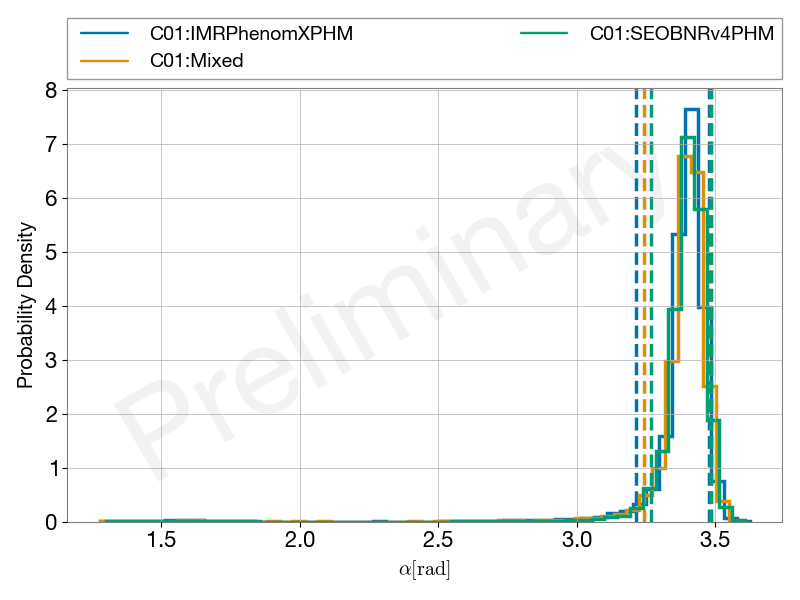 C01:IMRPhenomXPHM
C01:Mixed
C01:SEOBNRv4PHM
8
7
6
5
4
3
2
1
0
Probability Density
Preliminary
1.5 2.0 2.5 3.0 3.5
α[rad]